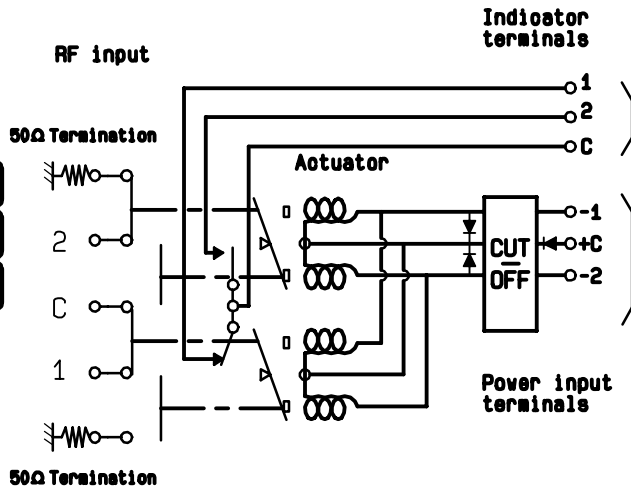 Indicator
terminals
RF input
1
2
C
50Ω Termination
Actuator
2
C
1
-1
+C
-2
CUT
OFF
Power input
terminals
50Ω Termination